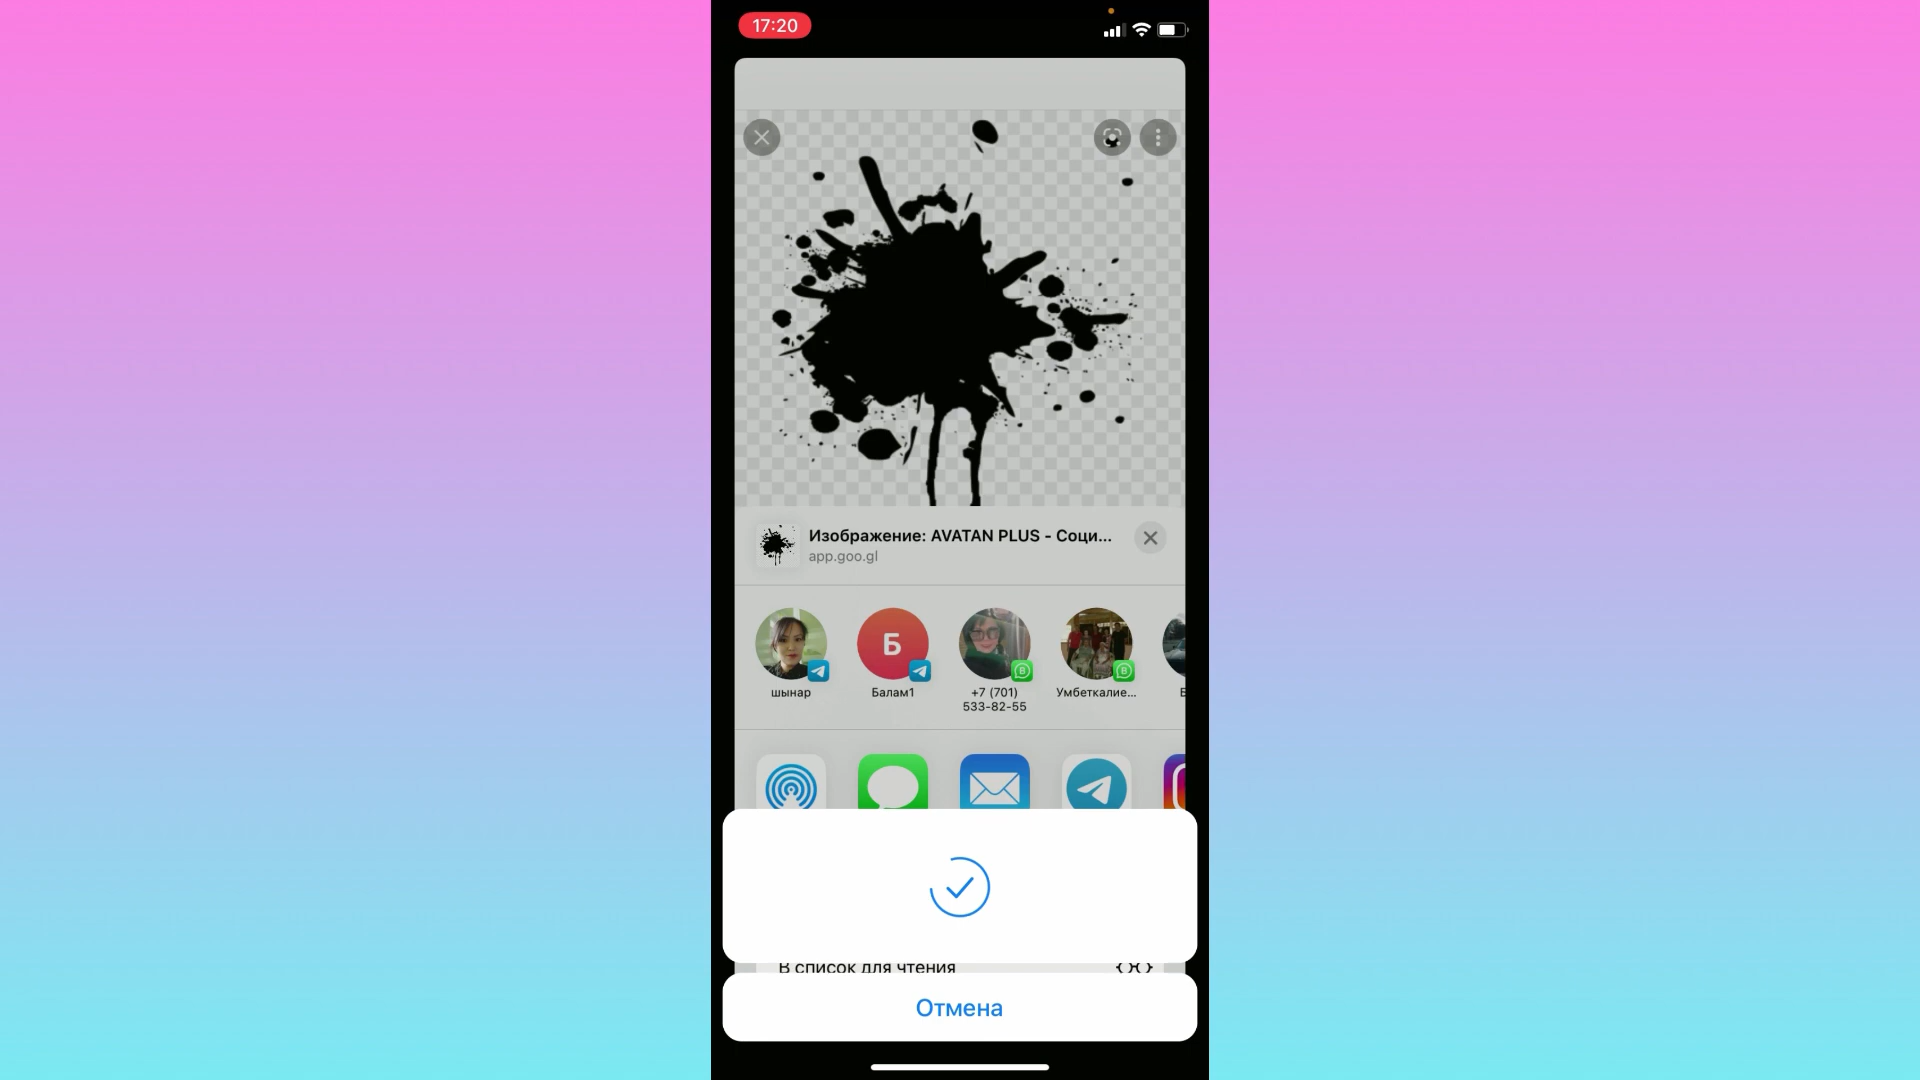 17:20
Изображение: AVATAN PLUS - Соци...
app.goo.gl
Б
шынар
Балам1
+7 (701)
533-82-55
Умбеткалие...
В список для чтения
Отмена